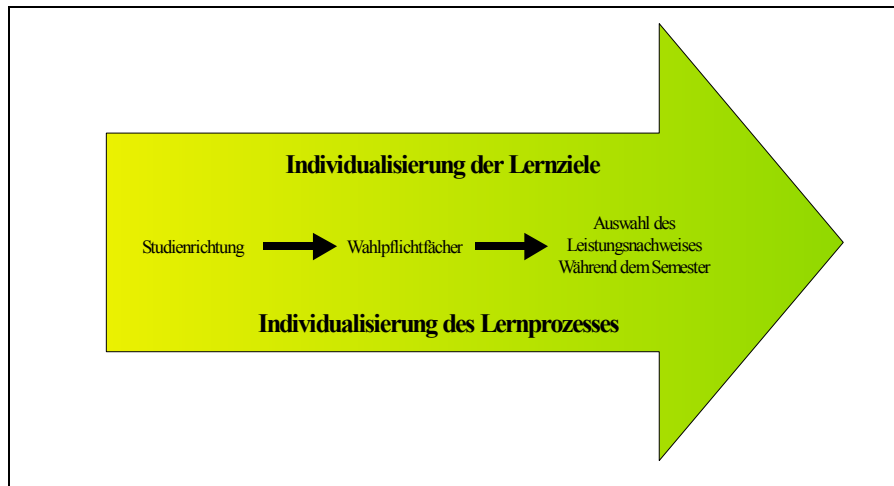 Individualisierung der Lernziele
Studienrichtung
Wahlpflichtfächer
Auswahl des
Leistungsnachweises
Während dem Semester
Individualisierung des Lernprozesses